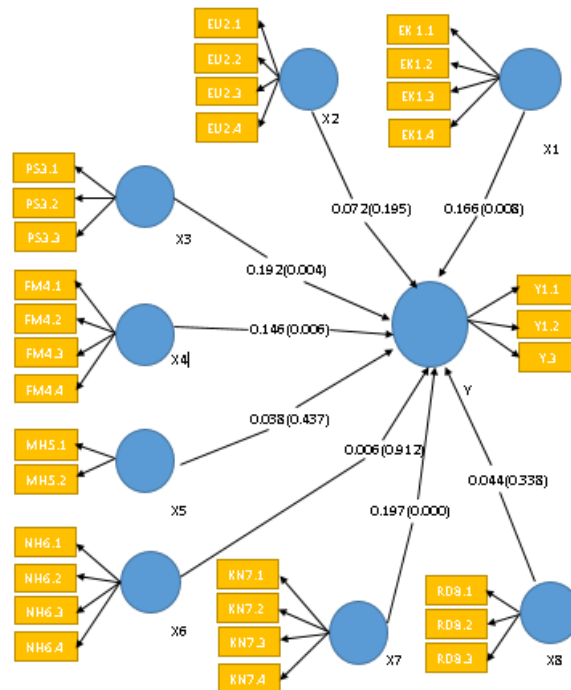 EU2.1
EU2.2
EU2.3
EU2.4
X2
EK 1.1
EK1.2
EK1.3
EK1.4
X1
PS3.1
PS3.2
PS3.3
X3
0.072(0.195)
0.166(0.008)
0.192(0.004)
FM4.1
FM4.2
FM4.3
FM4.4
X4
0.146(0.006)
Y1.1
Y1.2
Y.3
Y
0.038(0.437)
MH5.1
MH5.2
X5
0.006(0.912)
0.044(0.338)
0.197(0.000)
NH6.1
NH6.2
NH6.3
NH6.4
X6
KN7.1
KN7.2
KN7.3
KN7.4
X7
RD8.1
RD8.2
RD8.3
X8